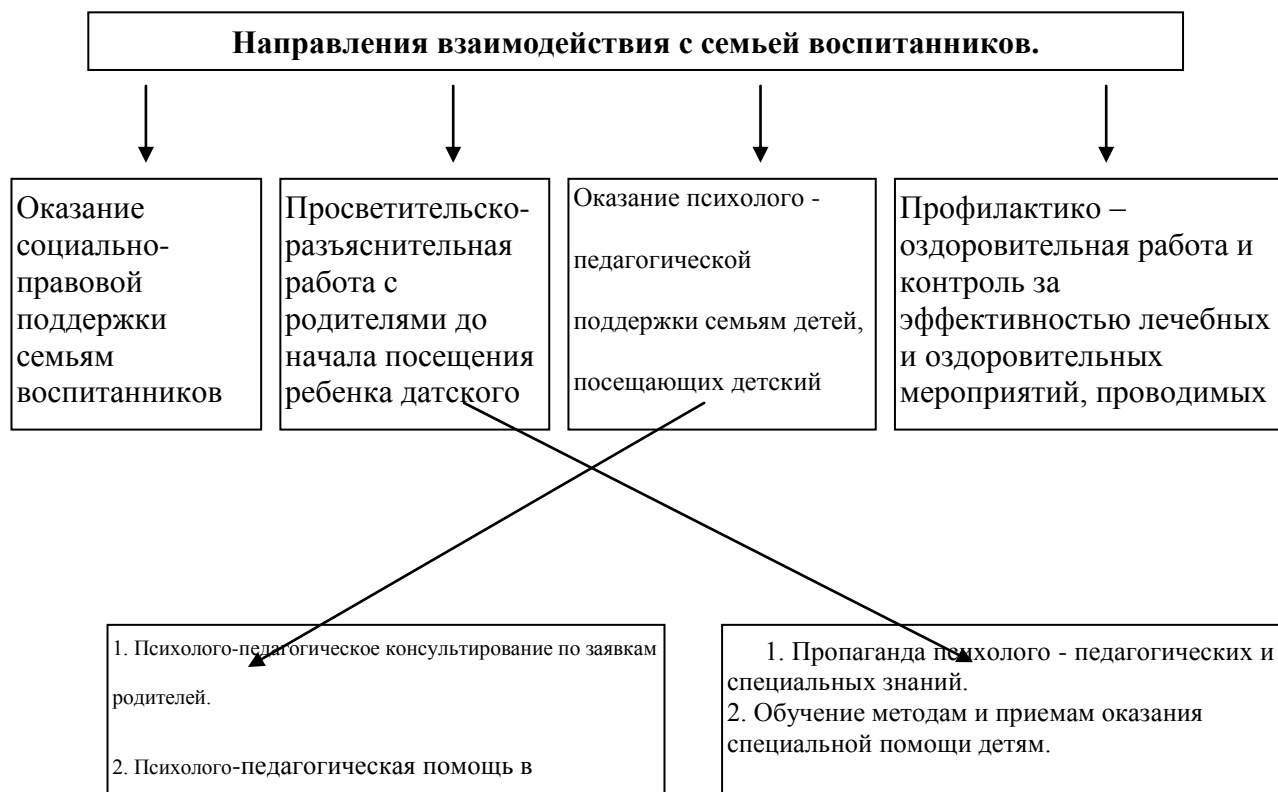 Направления взаимодействия с семьей воспитанников.
Оказание
социально-
правовой
поддержки
семьям
воспитанников
Просветительско-
разъяснительная
работа с
родителями до
начала посещения
ребенка датского
Оказание психолого -
педагогической
поддержки семьям детей,
посещающих детский
Профилактико –
оздоровительная работа и
контроль за
эффективностью лечебных
и оздоровительных
мероприятий, проводимых
1. Психолого-педагогическое консультирование по заявкам
родителей.
2. Психолого-педагогическая помощь в
1. Пропаганда психолого - педагогических и
специальных знаний.
2. Обучение методам и приемам оказания
специальной помощи детям.